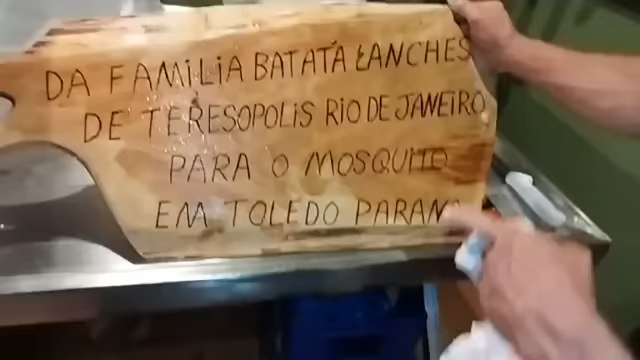 DA FAMILIA BATATA LANCHES
DE TERESOPOLIS RIO DE JANEIRO
PARA O MOSQUITO
EM TOLEDO PARANA